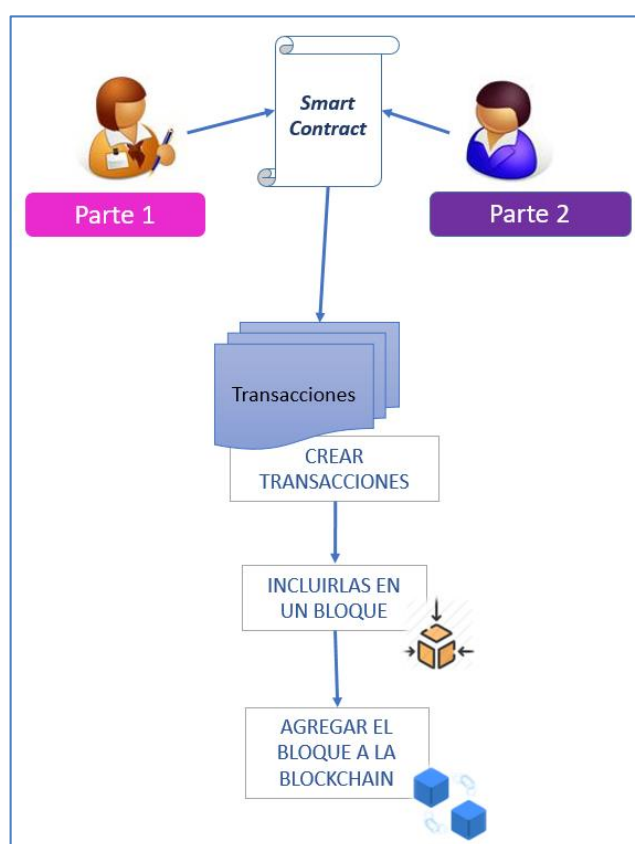 Smart
Contract
Parte 1
Parte 2
Transacciones
CREAR
TRANSACCIONES
INCLUIRLAS EN
UN BLOQUE
AGREGAR EL
BLOQUE A LA
BLOCKCHAIN